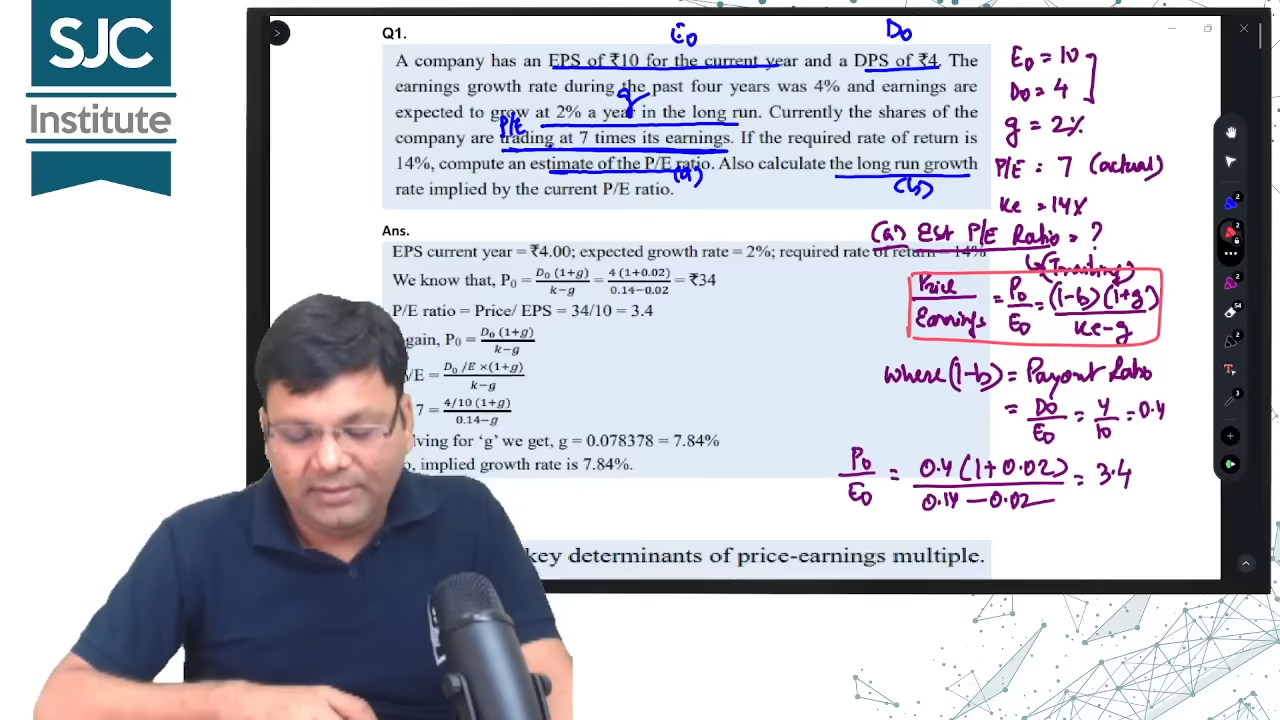 SJC
Institute
Q1.
E0
D0
A company has an EPS of ₹10 for the current year and a DPS of ₹4. The
earnings growth rate during the past four years was 4% and earnings are
g
expected to grow at 2% a year in the long run. Currently the shares of the
P/E
company are trading at 7 times its earnings. If the required rate of return is
14%, compute an estimate of the P/E ratio. Also calculate the long run growth
(a)
rate implied by the current P/E ratio.
(b)
E0 = 10
D0 = 4
g = 2%
P/E = 7 (actual)
Ke = 14%
(a) Est P/E Ratio = ?
(Trailing)
Ans.
EPS current year = ₹4.00; expected growth rate = 2%; required rate of return = 14%
We know that, P0 = D0 (1+g) / k-g = 4 (1+0.02) / 0.14-0.02 = ₹34
P/E ratio = Price/ EPS = 34/10 = 3.4
gain, P0 = D0 (1+g) / k-g
/E = D0 /E ×(1+g) / k-g
7 = 4/10 (1+g) / 0.14-g
lving for ‘g’ we get, g = 0.078378 = 7.84%
o, implied growth rate is 7.84%.
Price / Earnings = P0 / E0 = (1-b)(1+g) / Ke-g
where (1-b) = Payout Ratio
= D0 / E0 = 4 / 10 = 0.4
P0 / E0 = 0.4 (1+0.02) / 0.14-0.02 = 3.4
key determinants of price-earnings multiple.